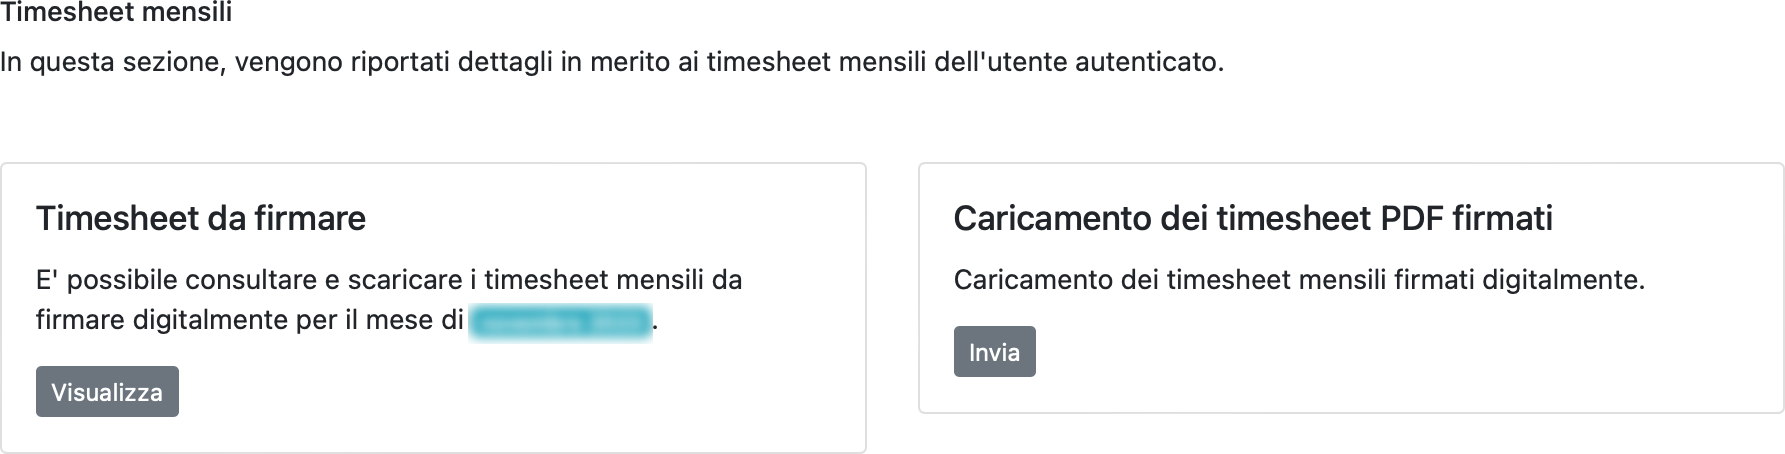 Timesheet mensili
In questa sezione, vengono riportati dettagli in merito ai timesheet mensili dell'utente autenticato.
Timesheet da firmare
E' possibile consultare e scaricare i timesheet mensili da
firmare digitalmente per il mese di .
Visualizza
Caricamento dei timesheet PDF firmati
Caricamento dei timesheet mensili firmati digitalmente.
Invia